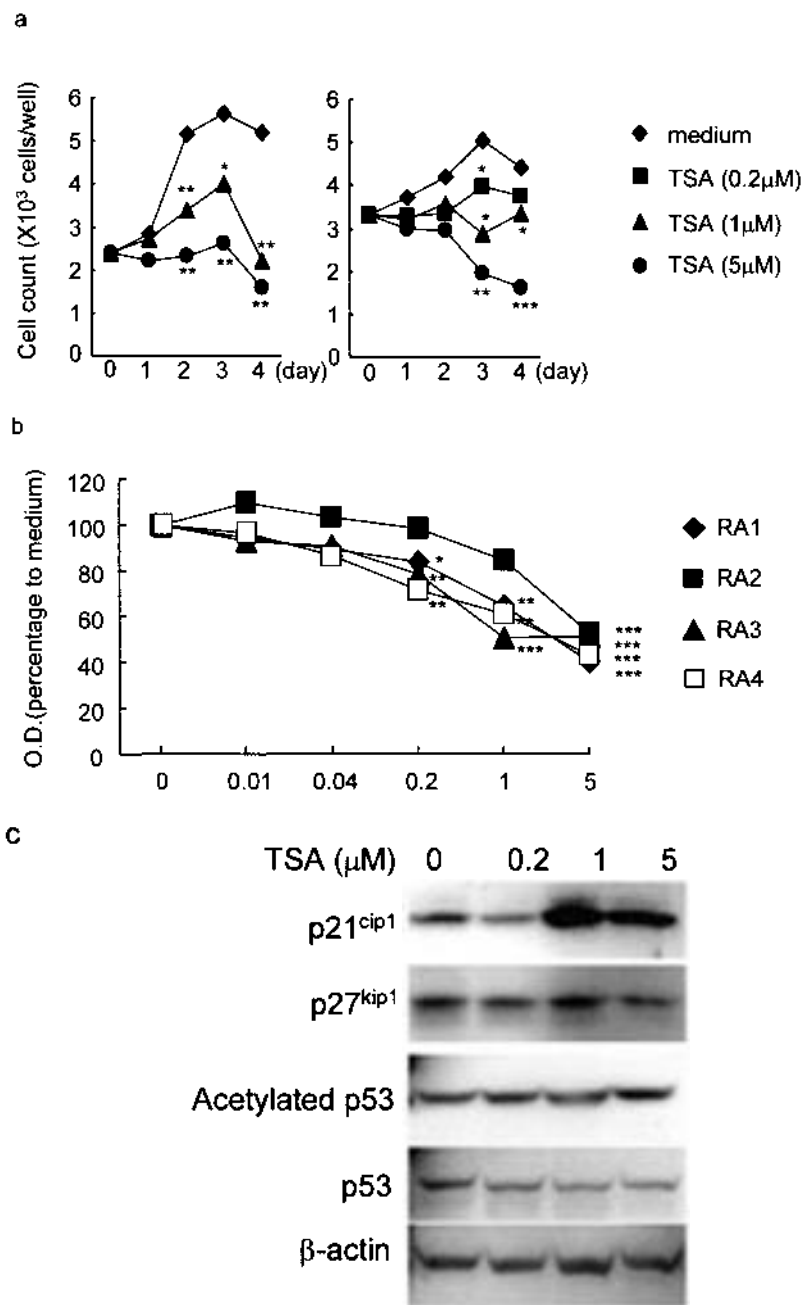 a
Cell count (X10³ cells/well)
6
5
4
3
2
1
0
** * **
** ** **
0 1 2 3 4 (day)
6
5
4
3
2
1
0
*
* *
** ***
0 1 2 3 4 (day)
medium
TSA (0.2μM)
TSA (1μM)
TSA (5μM)
b
O.D.(percentage to medium)
120
100
80
60
40
20
0
*
**
**
**
**
***
***
***
***
***
0 0.01 0.04 0.2 1 5
RA1
RA2
RA3
RA4
c
TSA (μM) 0 0.2 1 5
p21cip1
p27kip1
Acetylated p53
p53
β-actin